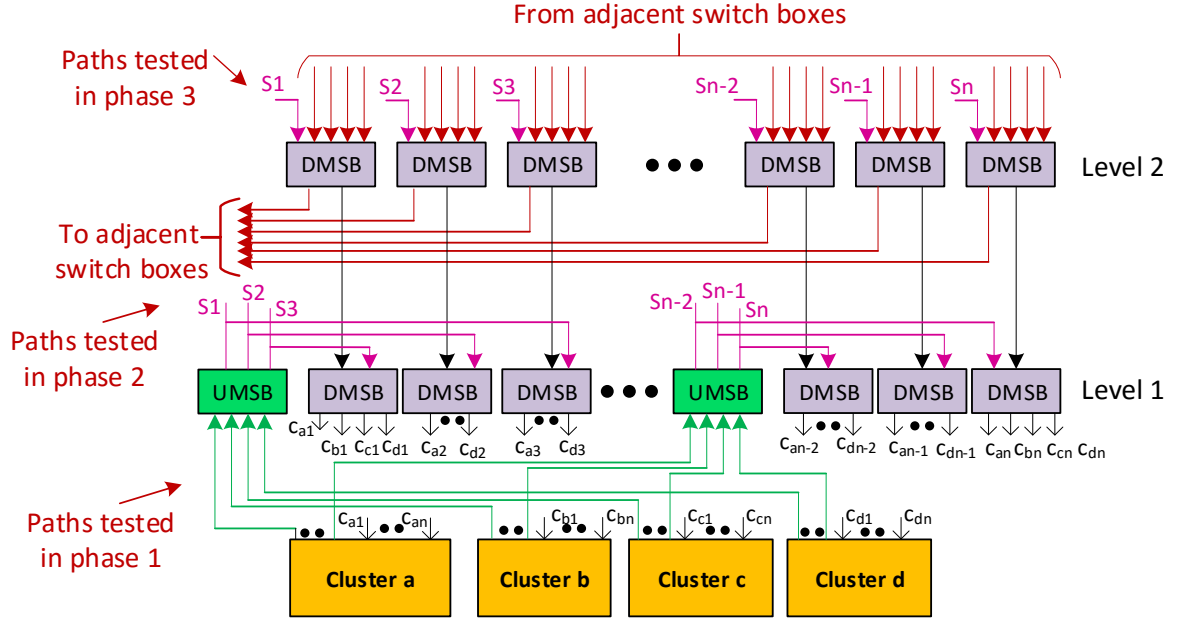 From adjacent switch boxes
Paths tested
in phase 3
S1
S2
S3
Sn-2
Sn-1
Sn
DMSB
DMSB
DMSB
DMSB
DMSB
DMSB
Level 2
To adjacent
switch boxes
Paths tested
in phase 2
S1
S2
S3
Sn-2
Sn-1
Sn
UMSB
DMSB
DMSB
DMSB
UMSB
DMSB
DMSB
DMSB
Level 1
Ca1
Cb1
Cc1
Cd1
Ca2
Cd2
Ca3
Cd3
Can-2
Cdn-2
Can-1
Cdn-1
Can
Cbn
Ccn
Cdn
Paths tested
in phase 1
Ca1
Can
Cb1
Cbn
Cc1
Ccn
Cd1
Cdn
Cluster a
Cluster b
Cluster c
Cluster d